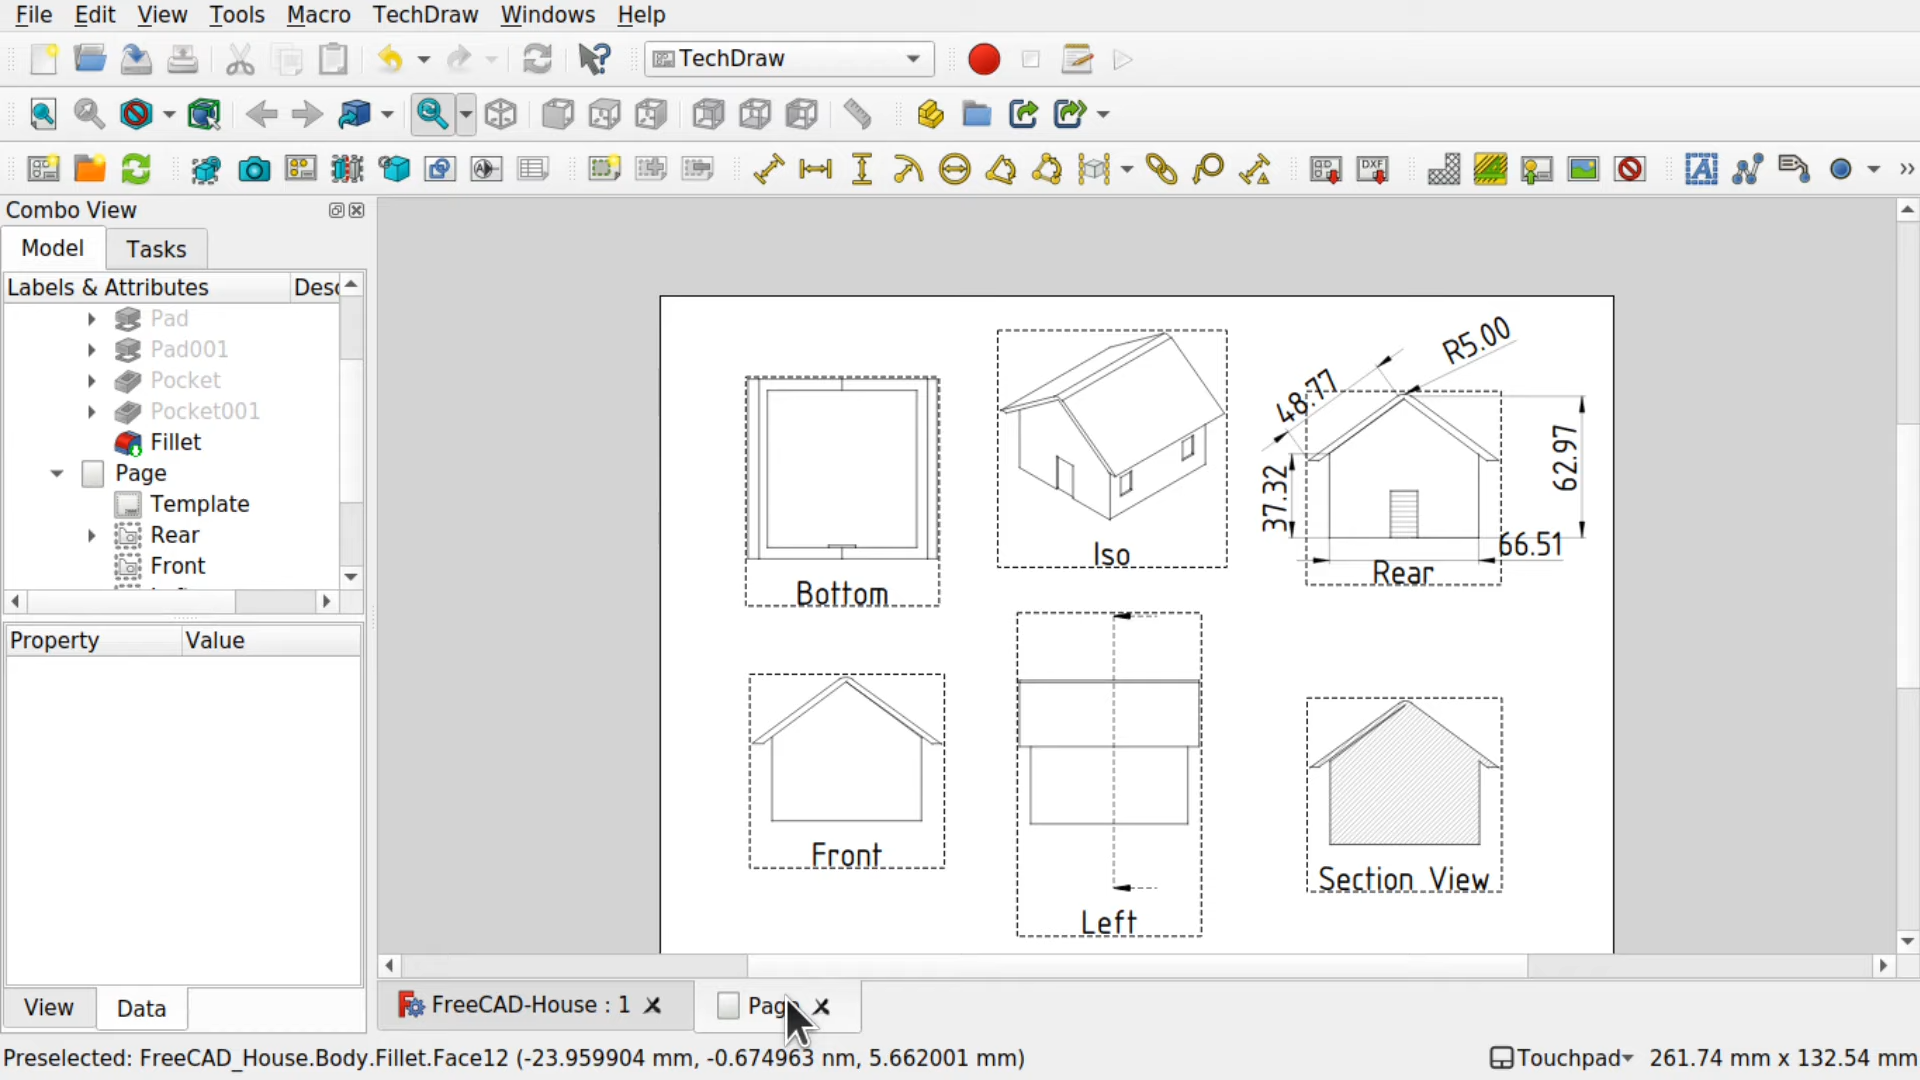 File Edit View Tools Macro TechDraw Windows Help
TechDraw
DXF
A
Combo View
Model Tasks
Labels & Attributes
Pad
Pad001
Pocket
Pocket001
Fillet
Page
Template
Rear
Front
Property Value
View Data
R5.00
48.77
62.97
37.32
66.51
Bottom
Iso
Rear
Front
Left
Section View
FreeCAD-House : 1
Preselected: FreeCAD_House.Body.Fillet.Face12 (-23.959904 mm, -0.674963 nm, 5.662001 mm)
Touchpad 261.74 mm x 132.54 mm